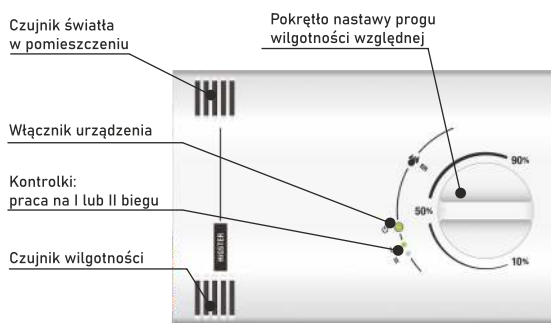 Czujnik światła
w pomieszczeniu
Pokrętło nastawy progu
wilgotności względnej
Włącznik urządzenia
Kontrolki:
praca na I lub II biegu
Czujnik wilgotności
HIGSTER
90%
50%
10%